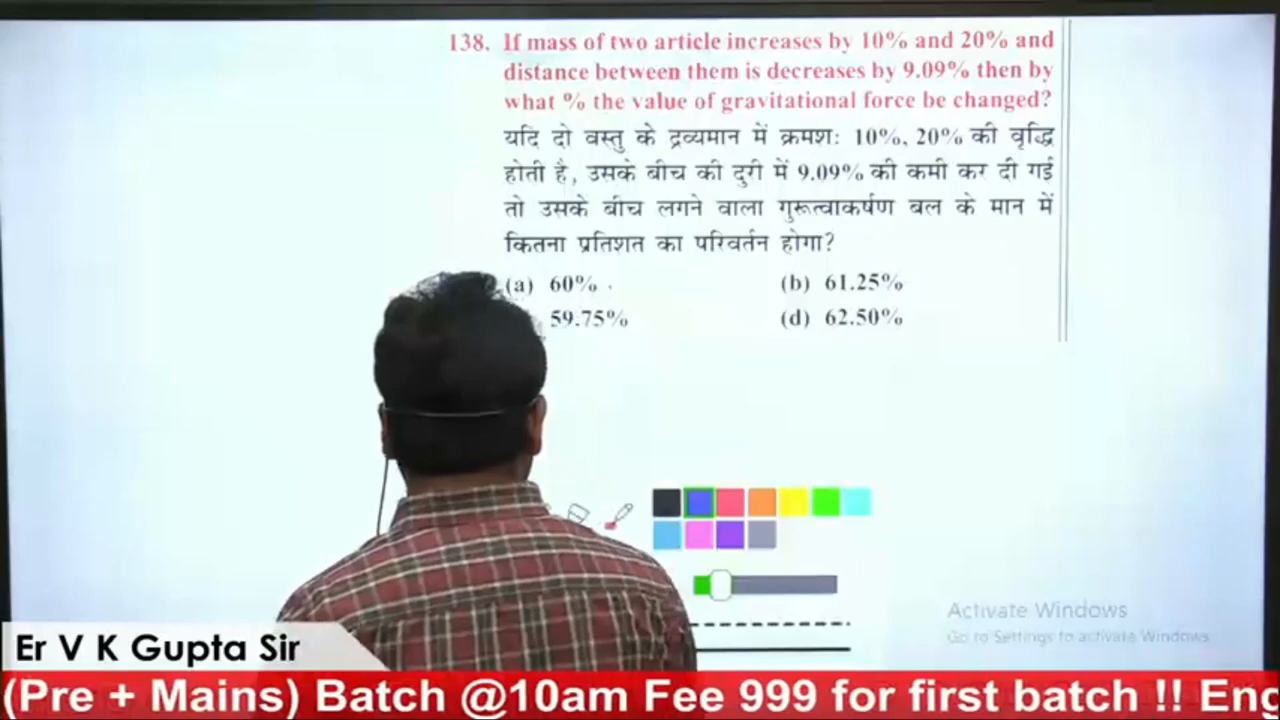 138. If mass of two article increases by 10% and 20% and
distance between them is decreases by 9.09% then by
what % the value of gravitational force be changed?
यदि दो वस्तु के द्रव्यमान में क्रमशः 10%, 20% की वृद्धि
होती है, उसके बीच की दुरी में 9.09% की कमी कर दी गई
तो उसके बीच लगने वाला गुरूत्वाकर्षण बल के मान में
कितना प्रतिशत का परिवर्तन होगा?
(a) 60% (b) 61.25%
59.75% (d) 62.50%
Activate Windows
Go to Settings to activate Windows
Er V K Gupta Sir
(Pre + Mains) Batch @10am Fee 999 for first batch !! Eng